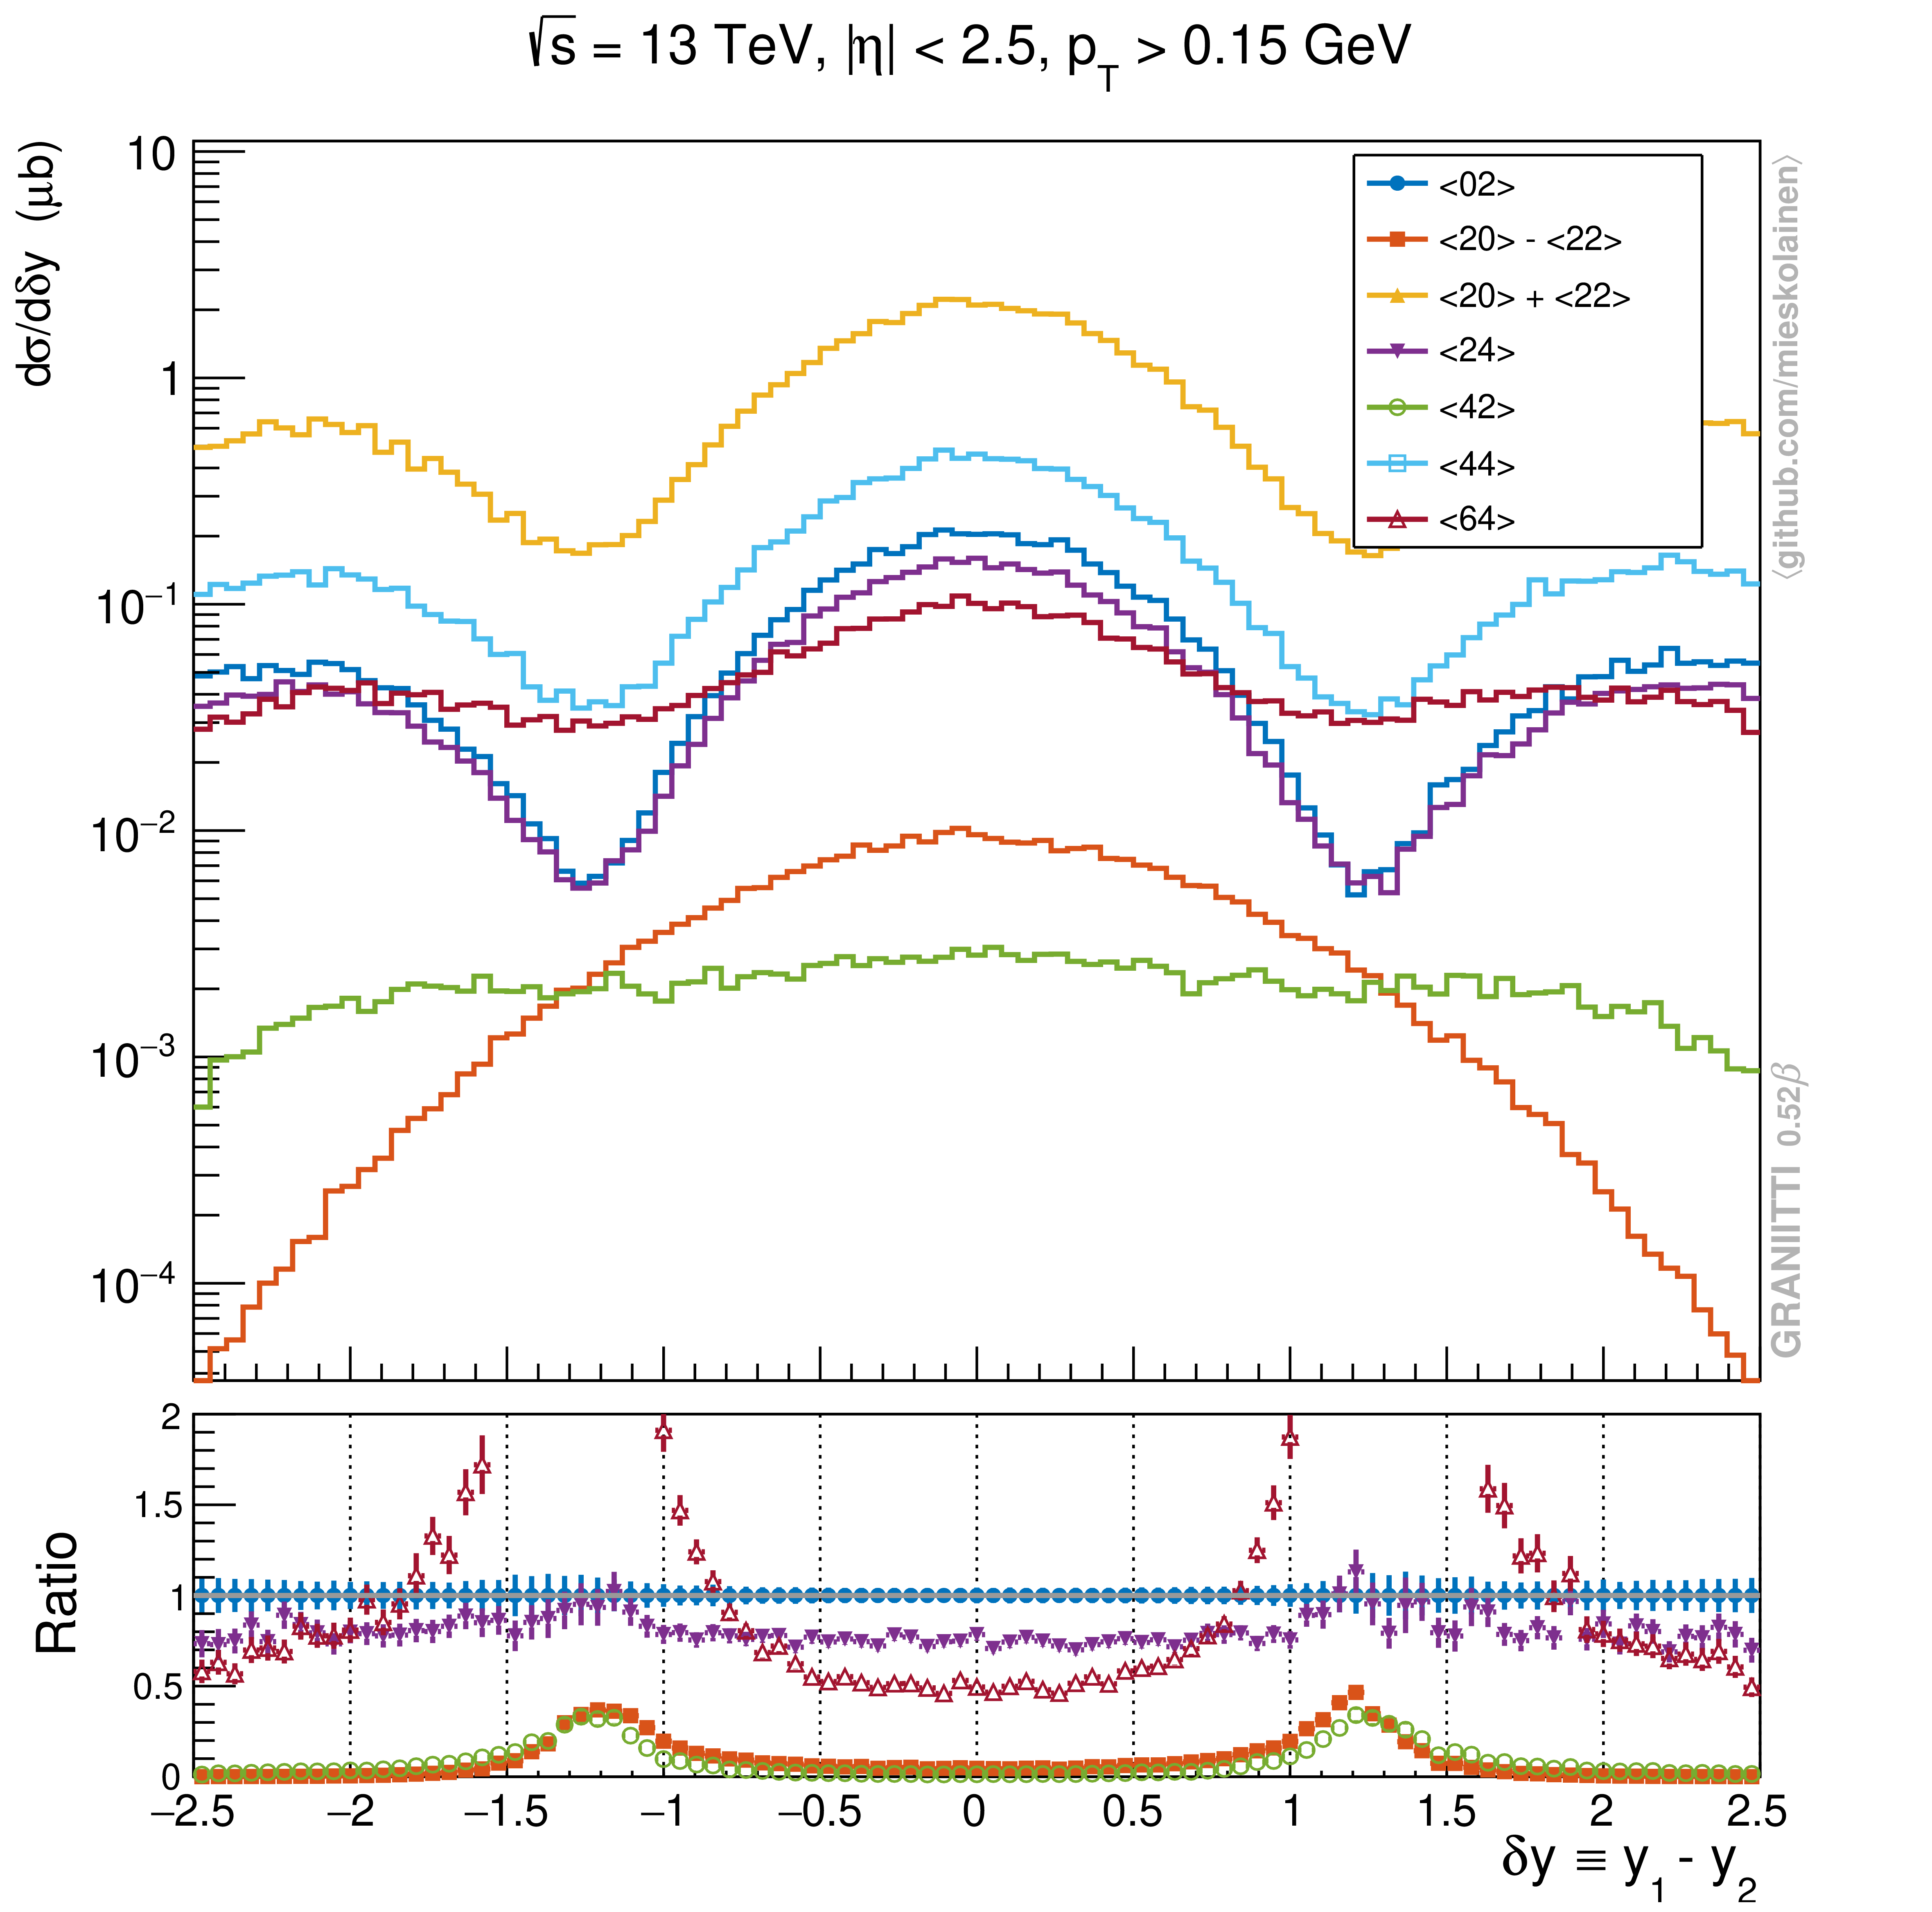 √s = 13 TeV, |η| < 2.5, p_T > 0.15 GeV
dσ/dδy (μb)
10
1
10⁻¹
10⁻²
10⁻³
10⁻⁴
<02>
<20> - <22>
<20> + <22>
<24>
<42>
<44>
<64>
⟨github.com/mieskolainen⟩
GRANIITTI 0.52β
Ratio
2
1.5
1
0.5
0
−2.5 −2 −1.5 −1 −0.5 0 0.5 1 1.5 2 2.5
δy ≡ y₁ - y₂